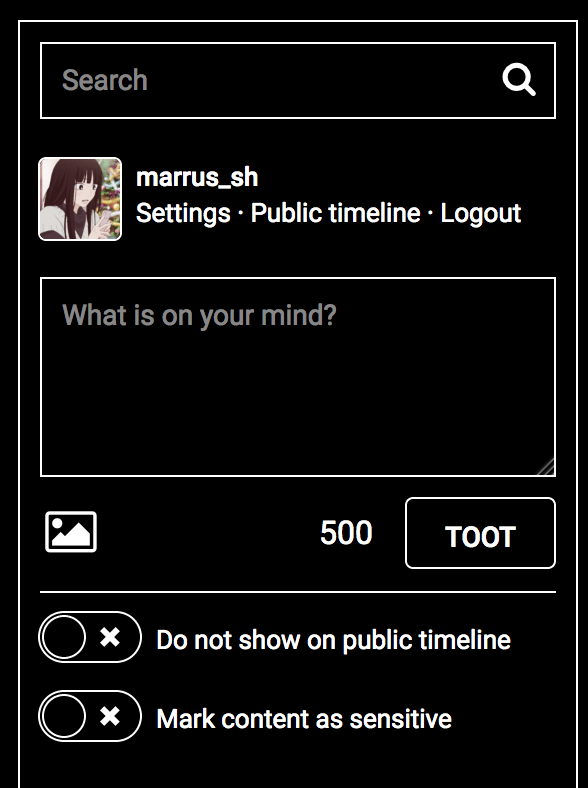 Search
marrus_sh
Settings · Public timeline · Logout
What is on your mind?
500
TOOT
Do not show on public timeline
Mark content as sensitive